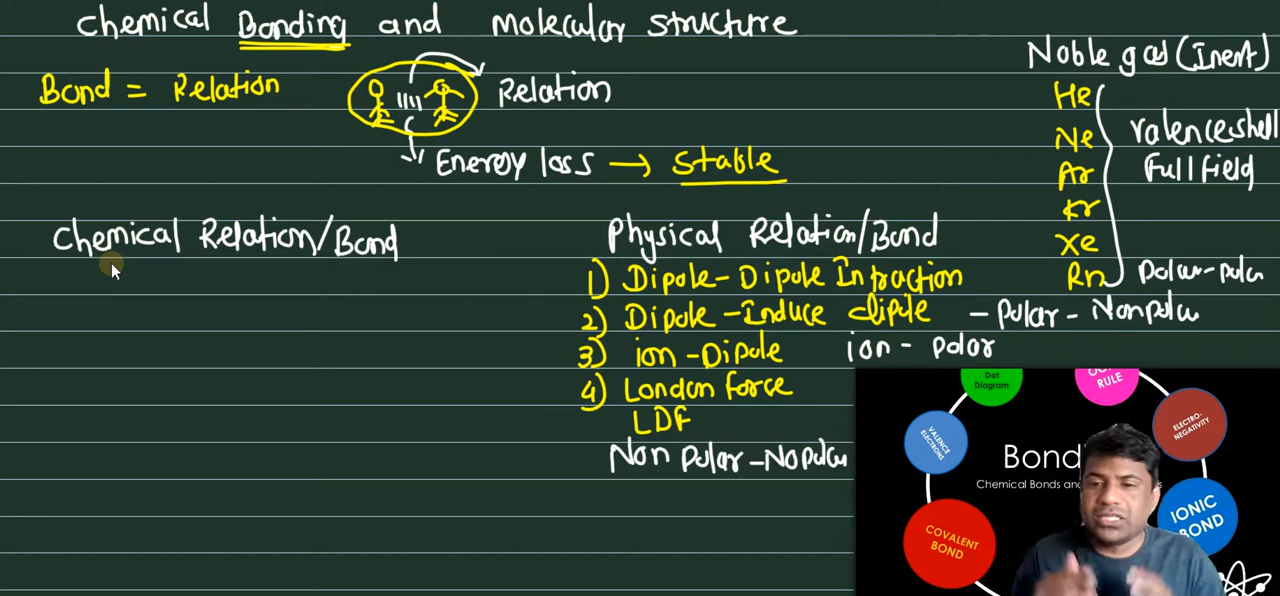 Chemical Bonding and molecular structure
Bond = Relation
Relation
Energy loss → Stable
Noble gas (Inert)
He
Ne
Ar
Kr
Xe
Rn
valence shell
Full field
Chemical Relation/Bond
Physical Relation/Bond
1) Dipole-Dipole Intraction
Polar-polar
2) Dipole-Induce dipole - Polar - Nonpolar
3) ion-Dipole ion - polar
4) London force
LDF
Non polar-Nopolar
Dot
Diagram
RULE
VALENCE
ELECTRONS
ELECTRO-
NEGATIVITY
Chemical Bonds and
IONIC
BOND
COVALENT
BOND